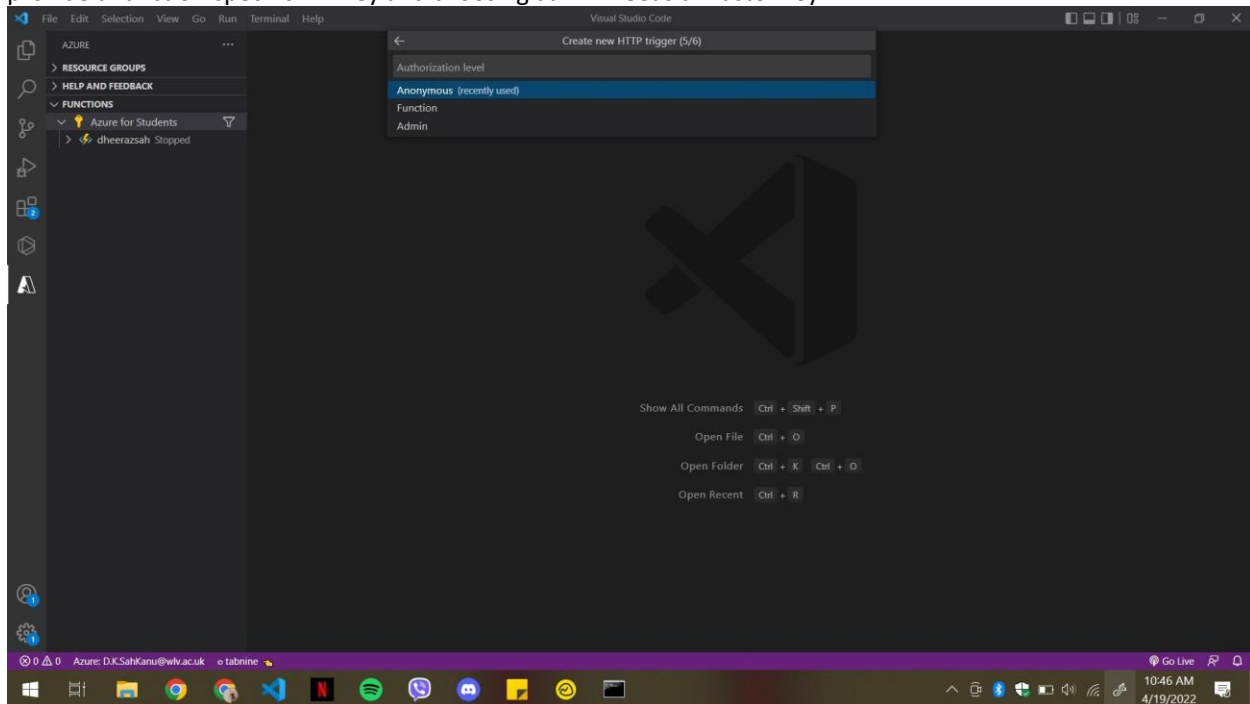 File Edit Selection View Go Run Terminal Help Visual Studio Code
AZURE
RESOURCE GROUPS
HELP AND FEEDBACK
FUNCTIONS
Azure for Students
dheerazsah Stopped
Create new HTTP trigger (5/6)
Authorization level
Anonymous (recently used)
Function
Admin
Show All Commands Ctrl + Shift + P
Open File Ctrl + O
Open Folder Ctrl + K Ctrl + O
Open Recent Ctrl + R
2
1
1
0 0 Azure: D.K.SahKanu@wlv.ac.uk tabnine Go Live
10:46 AM
4/19/2022